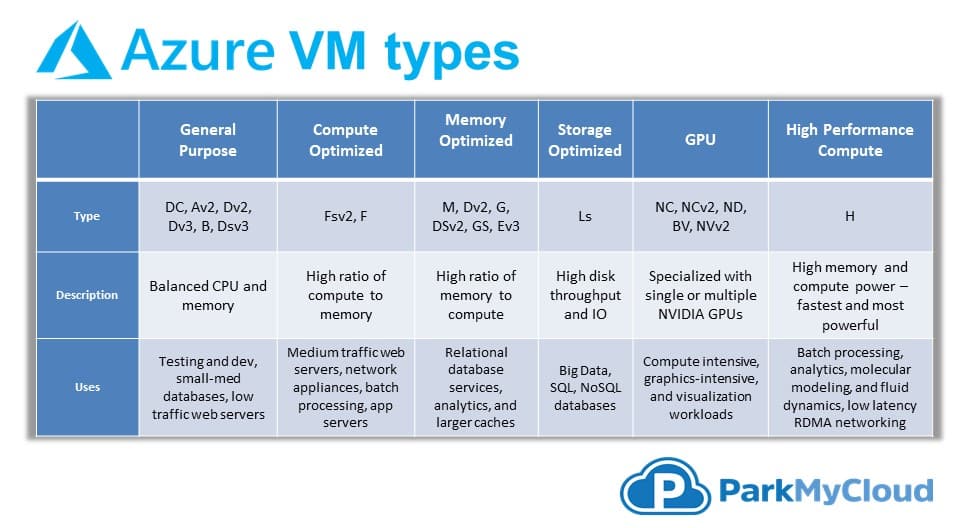 Azure VM types
General
Purpose
Compute
Optimized
Memory
Optimized
Storage
Optimized
GPU
High Performance
Compute
Type
DC, Av2, Dv2,
Dv3, B, Dsv3
Fsv2, F
M, Dv2, G,
DSv2, GS, Ev3
Ls
NC, NCv2, ND,
BV, NVv2
H
Description
Balanced CPU and
memory
High ratio of
compute to
memory
High ratio of
memory to
compute
High disk
throughput
and IO
Specialized with
single or multiple
NVIDIA GPUs
High memory and
compute power –
fastest and most
powerful
Uses
Testing and dev,
small-med
databases, low
traffic web servers
Medium traffic web
servers, network
appliances, batch
processing, app
servers
Relational
database
services,
analytics, and
larger caches
Big Data,
SQL, NoSQL
databases
Compute intensive,
graphics-intensive,
and visualization
workloads
Batch processing,
analytics, molecular
modeling, and fluid
dynamics, low latency
RDMA networking
P ParkMyCloud